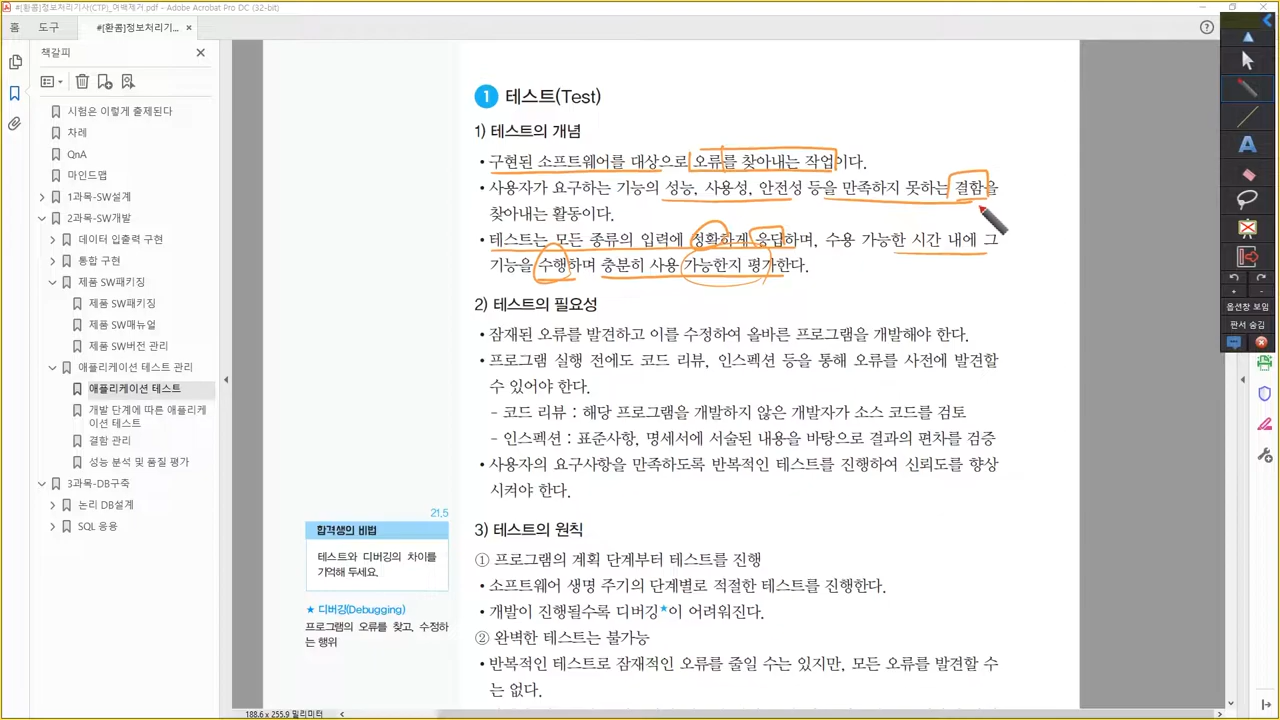 #[환콤]정보처리기사(CTP)_여백제거.pdf - Adobe Acrobat Pro DC (32-bit)
홈 도구 #[환콤]정보처리기... ×
책갈피
시험은 이렇게 출제된다
차례
QnA
마인드맵
1과목-SW설계
2과목-SW개발
데이터 입출력 구현
통합 구현
제품 SW패키징
제품 SW패키징
제품 SW매뉴얼
제품 SW버전 관리
애플리케이션 테스트 관리
애플리케이션 테스트
개발 단계에 따른 애플리케
이션 테스트
결함 관리
성능 분석 및 품질 평가
3과목-DB구축
논리 DB설계
SQL 응용
1 테스트(Test)
1) 테스트의 개념
• 구현된 소프트웨어를 대상으로 오류를 찾아내는 작업이다.
• 사용자가 요구하는 기능의 성능, 사용성, 안전성 등을 만족하지 못하는 결함을
찾아내는 활동이다.
• 테스트는 모든 종류의 입력에 정확하게 응답하며, 수용 가능한 시간 내에 그
기능을 수행하며 충분히 사용 가능한지 평가한다.
2) 테스트의 필요성
• 잠재된 오류를 발견하고 이를 수정하여 올바른 프로그램을 개발해야 한다.
• 프로그램 실행 전에도 코드 리뷰, 인스펙션 등을 통해 오류를 사전에 발견할
수 있어야 한다.
- 코드 리뷰 : 해당 프로그램을 개발하지 않은 개발자가 소스 코드를 검토
- 인스펙션 : 표준사항, 명세서에 서술된 내용을 바탕으로 결과의 편차를 검증
• 사용자의 요구사항을 만족하도록 반복적인 테스트를 진행하여 신뢰도를 향상
시켜야 한다.
21.5
합격생의 비법
테스트와 디버깅의 차이를
기억해 두세요.
★ 디버깅(Debugging)
프로그램의 오류를 찾고, 수정하
는 행위
3) 테스트의 원칙
① 프로그램의 계획 단계부터 테스트를 진행
• 소프트웨어 생명 주기의 단계별로 적절한 테스트를 진행한다.
• 개발이 진행될수록 디버깅★이 어려워진다.
② 완벽한 테스트는 불가능
• 반복적인 테스트로 잠재적인 오류를 줄일 수는 있지만, 모든 오류를 발견할 수
는 없다.
옵션창 보임
판서 숨김
188.6 x 255.9 밀리미터